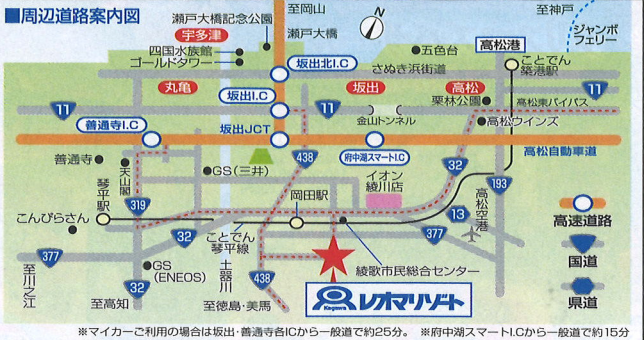 ■周辺道路案内図
瀬戸大橋記念公園
至岡山
瀬戸大橋
至神戸
ジャンボ
フェリー
宇多津
四国水族館
ゴールドタワー
五色台
高松港
ことでん
築港駅
坂出北I.C
さぬき浜街道
丸亀
坂出I.C
坂出
高松
栗林公園
11
11
11
金山トンネル
高松東バイパス
善通寺I.C
坂出JCT
高松ウインズ
府中湖スマートI.C
高松自動車道
善通寺
天山閣
GS(三井)
438
イオン
綾川店
32
193
琴平駅
319
岡田駅
高松空港
高速道路
こんぴらさん
32
ことでん
琴平線
13
377
国道
377
土器川
綾歌市民総合センター
至川之江
GS
(ENEOS)
438
県道
32
至高知
至徳島・美馬
Kagawa
レオマリゾート
※マイカーご利用の場合は坂出・善通寺各ICから一般道で約25分。 ※府中湖スマートI.Cから一般道で約15分